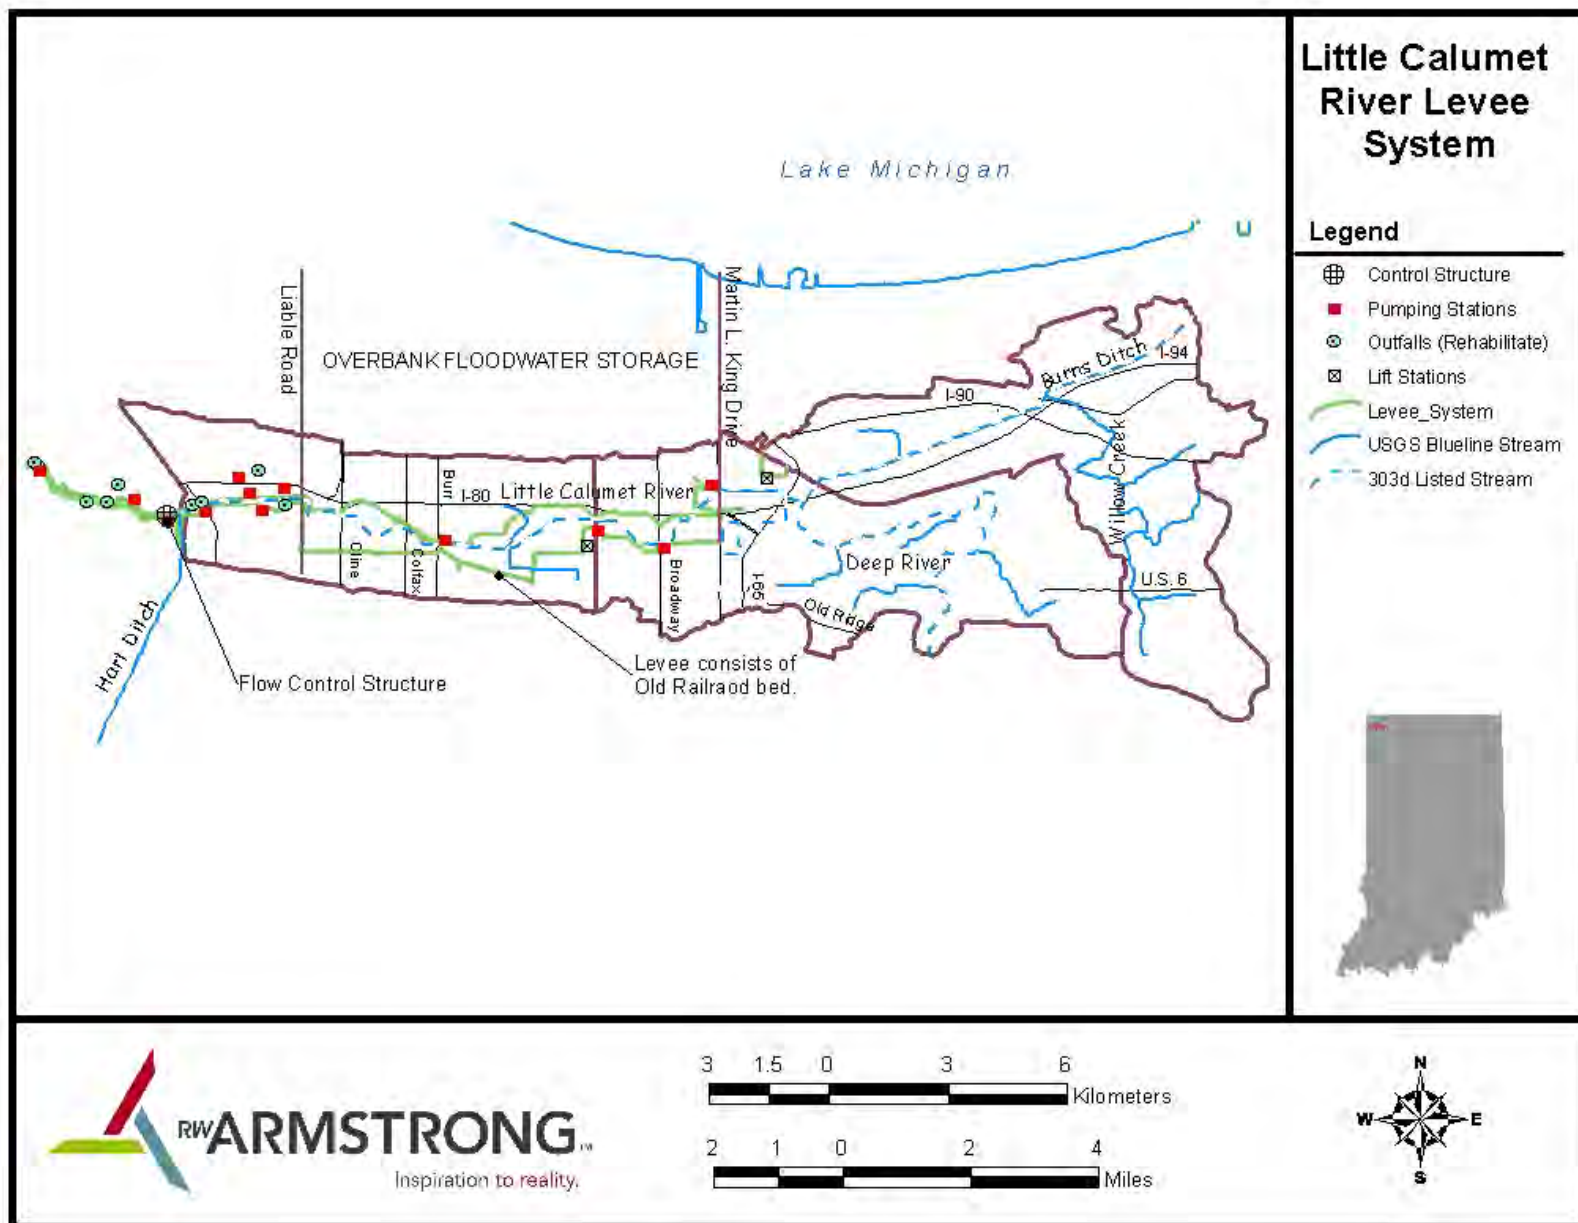 Little Calumet
River Levee
System
Lake Michigan
Legend
Control Structure
Pumping Stations
Outfalls (Rehabilitate)
Lift Stations
Levee_System
USGS Blueline Stream
303d Listed Stream
Liable Road
Martin L. King Drive
OVERBANK FLOODWATER STORAGE
Burns Ditch
I-94
I-90
Burr
I-80
Little Calumet River
Willow Creek
Cline
Colfax
Broadway
I-65
Deep River
U.S. 6
Old Ridge
Hart Ditch
Flow Control Structure
Levee consists of
Old Railraod bed.
RWARMSTRONG™
Inspiration to reality.
3 1.5 0 3 6
Kilometers
2 1 0 2 4
Miles
N
W E
S